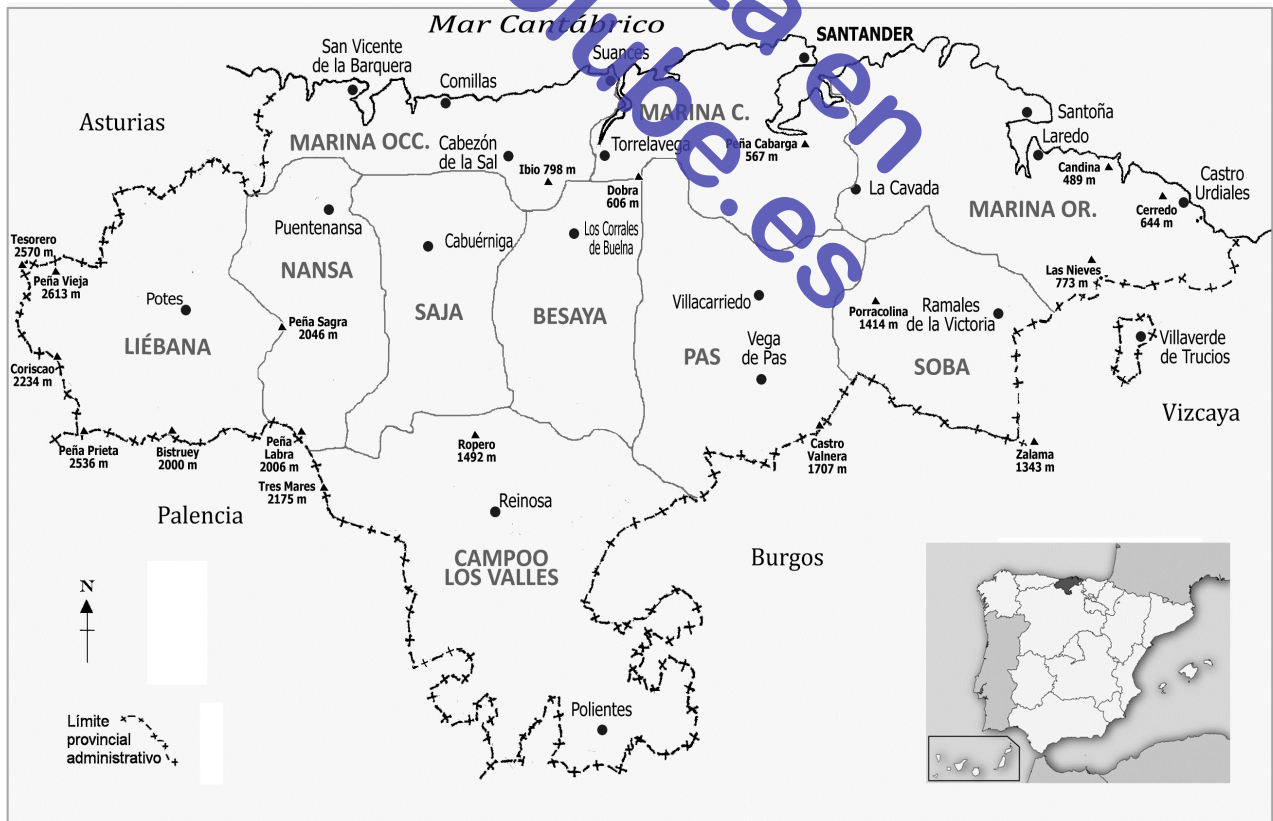 Mar Cantábrico
ta en
ube.es
SANTANDER
San Vicente
de la Barquera
Suances
Comillas
Asturias
MARINA OCC.
Cabezón
de la Sal
MARINA C.
Torrelavega
Peña Cabarga
567 m
Santoña
Laredo
Candina
489 m
Castro
Urdiales
Ibio 798 m
Dobra
606 m
La Cavada
MARINA OR.
Cerredo
644 m
Tesorero
2570 m
Peña Vieja
2613 m
Puentenansa
NANSA
Cabuérniga
Los Corrales
de Buelna
Las Nieves
773 m
Potes
LIÉBANA
Peña Sagra
2046 m
SAJA
BESAYA
Villacarriedo
Vega
de Pas
PAS
Porracolina
1414 m
Ramales
de la Victoria
SOBA
Villaverde
de Trucios
Vizcaya
Coriscao
2234 m
Peña Prieta
2536 m
Bistruey
2000 m
Peña
Labra
2006 m
Tres Mares
2175 m
Ropero
1492 m
Castro
Valnera
1707 m
Zalama
1343 m
Palencia
Reinosa
CAMPOO
LOS VALLES
Burgos
N
Polientes
Límite
provincial
administrativo